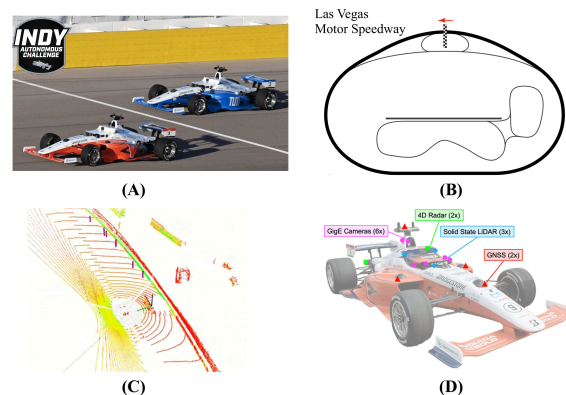 INDY
AUTONOMOUS
CHALLENGE
TUM
(A)
Las Vegas
Motor Speedway
(B)
(C)
4D Radar (2x)
GigE Cameras (6x)
Solid State LiDAR (3x)
GNSS (2x)
(D)